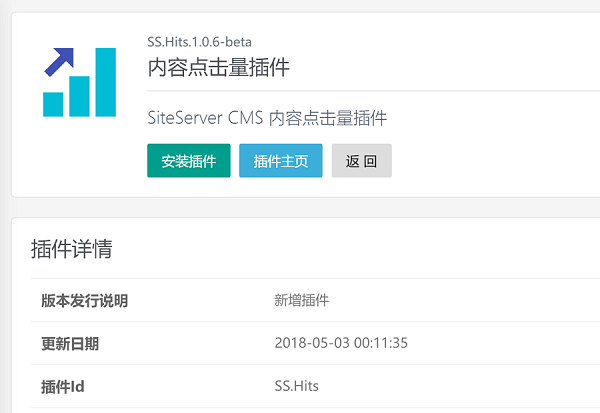 SS.Hits.1.0.6-beta
内容点击量插件
SiteServer CMS 内容点击量插件
安装插件 插件主页 返 回
插件详情
版本发行说明 新增插件
更新日期 2018-05-03 00:11:35
插件Id SS.Hits